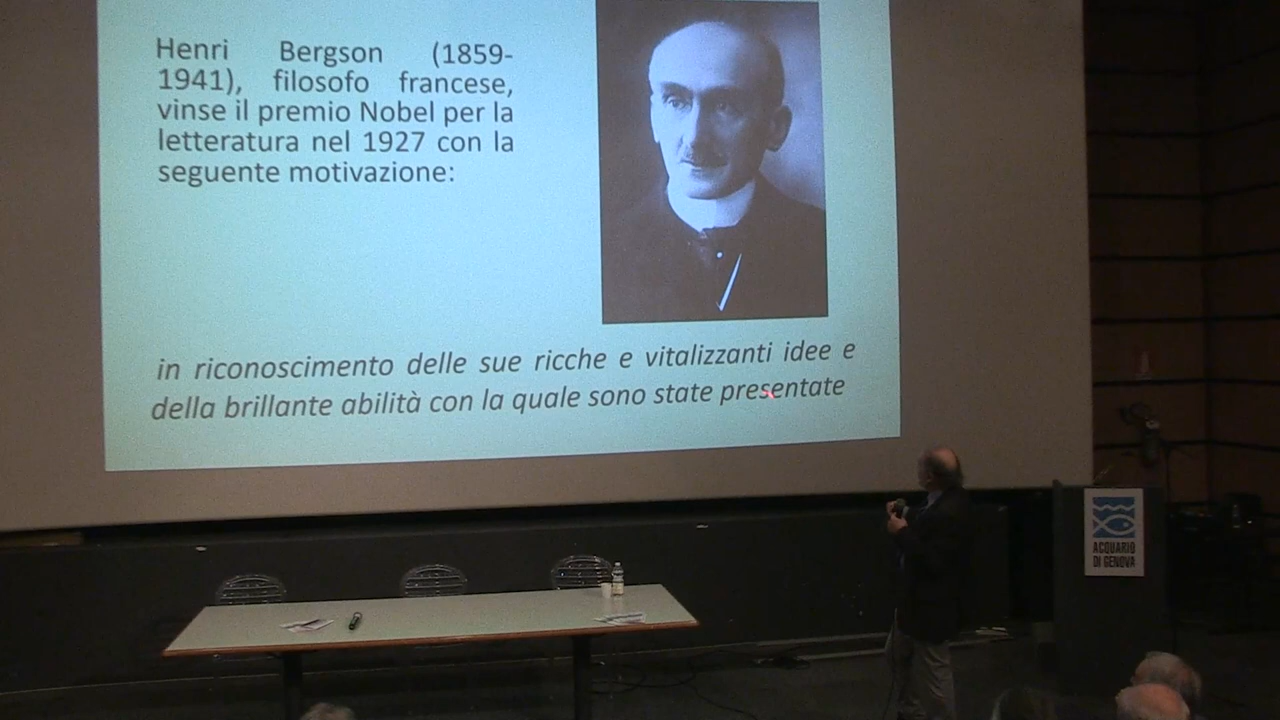 Henri Bergson (1859-
1941), filosofo francese,
vinse il premio Nobel per la
letteratura nel 1927 con la
seguente motivazione:
in riconoscimento delle sue ricche e vitalizzanti idee e
della brillante abilità con la quale sono state presentate
ACQUARIO
DI GENOVA